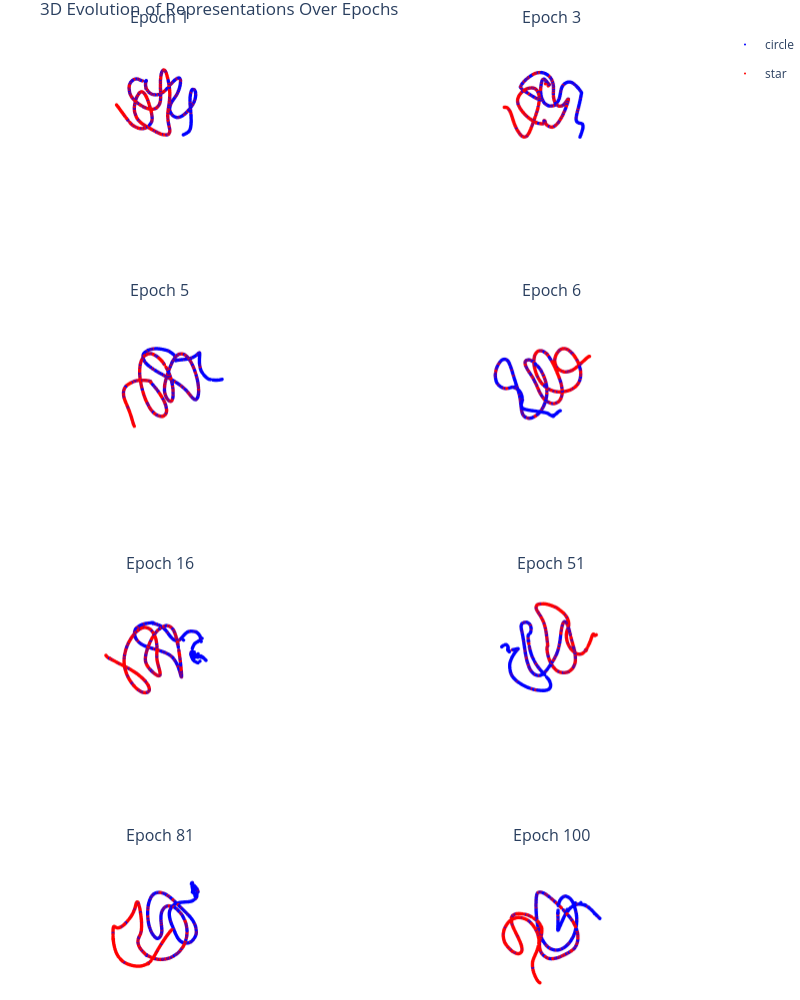 3D Evolution of Representations Over Epochs
Epoch 1
Epoch 3
circle
star
Epoch 5
Epoch 6
Epoch 16
Epoch 51
Epoch 81
Epoch 100